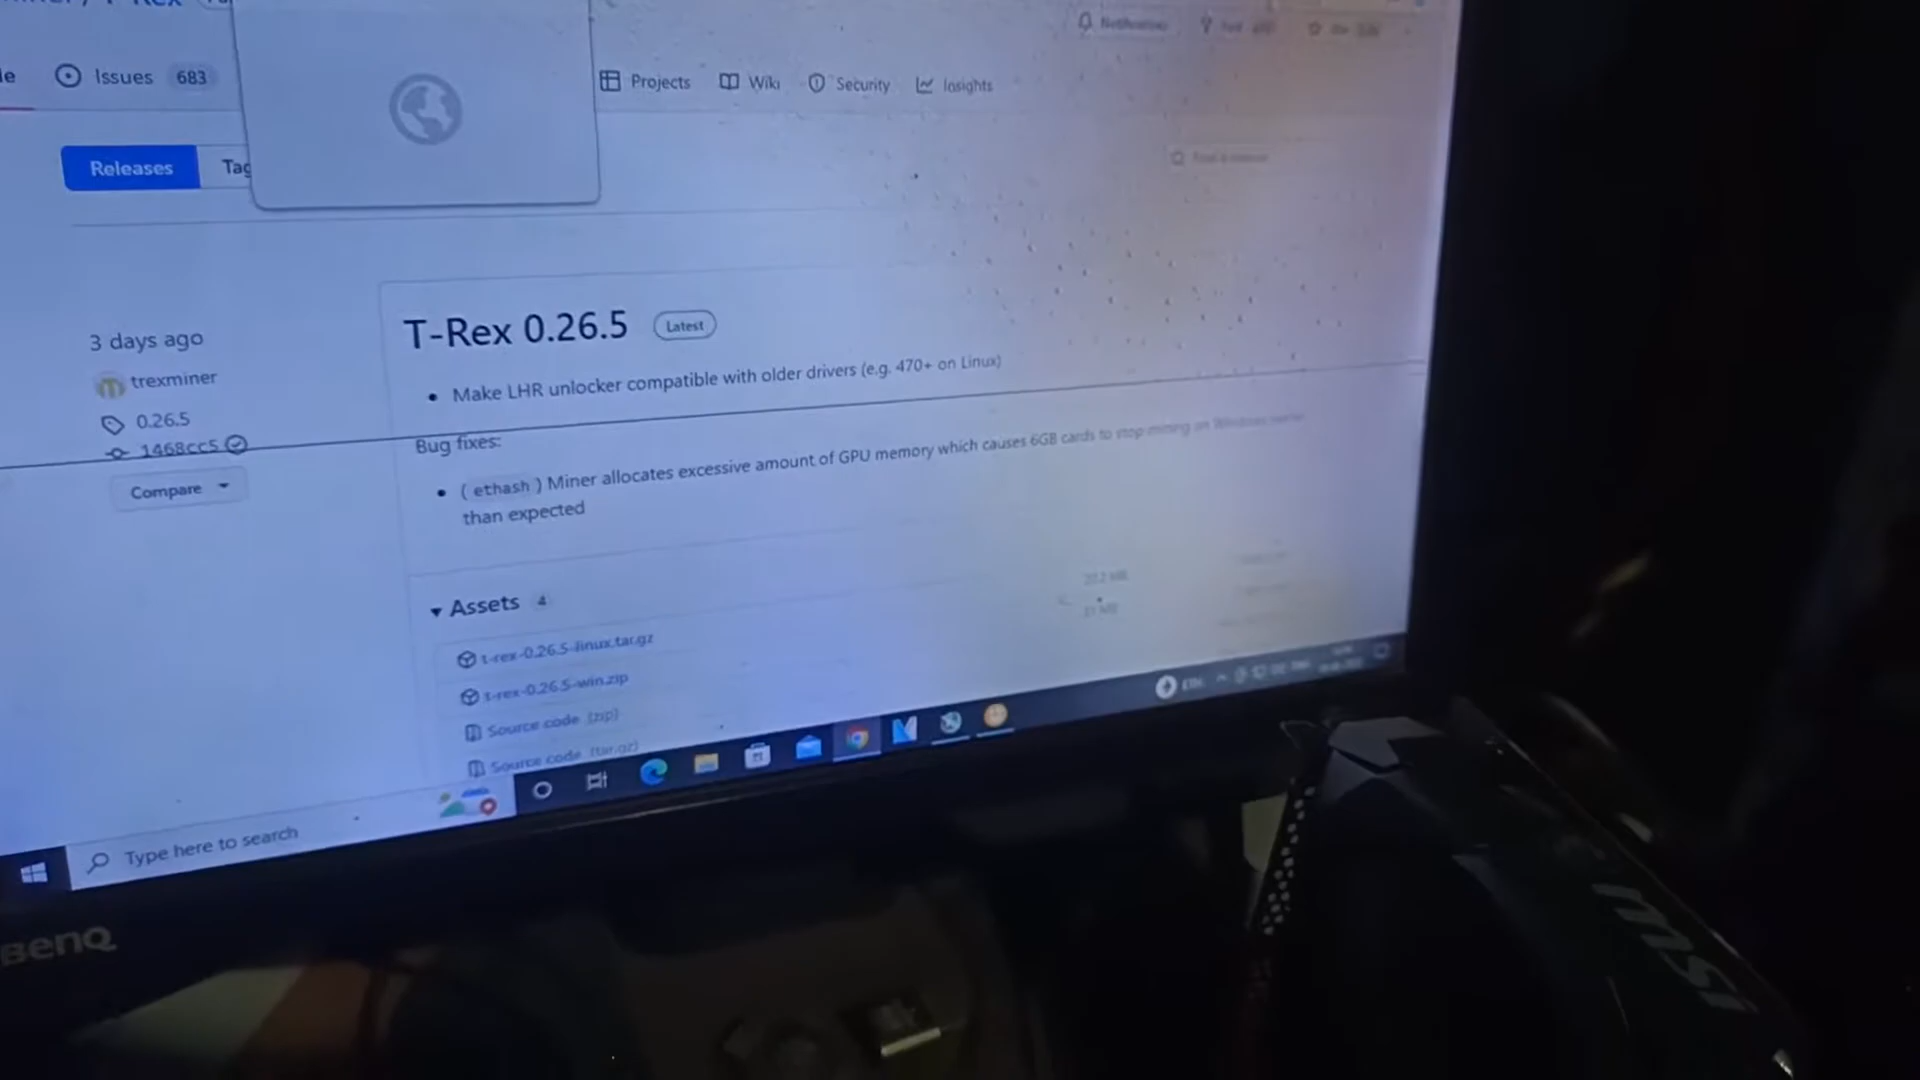 Issues 683
Projects
Wiki
Security
Insights
Releases
Tag
3 days ago
trexminer
0.26.5
1468cc5
Compare
T-Rex 0.26.5 Latest
Make LHR unlocker compatible with older drivers (e.g. 470+ on Linux)
Bug fixes:
(ethash) Miner allocates excessive amount of GPU memory which causes 6GB cards to stop mining on Windows
than expected
Assets 4
t-rex-0.26.5-linux.tar.gz
t-rex-0.26.5-win.zip
Source code (zip)
Source code (tar.gz)
Type here to search
BenQ
msi